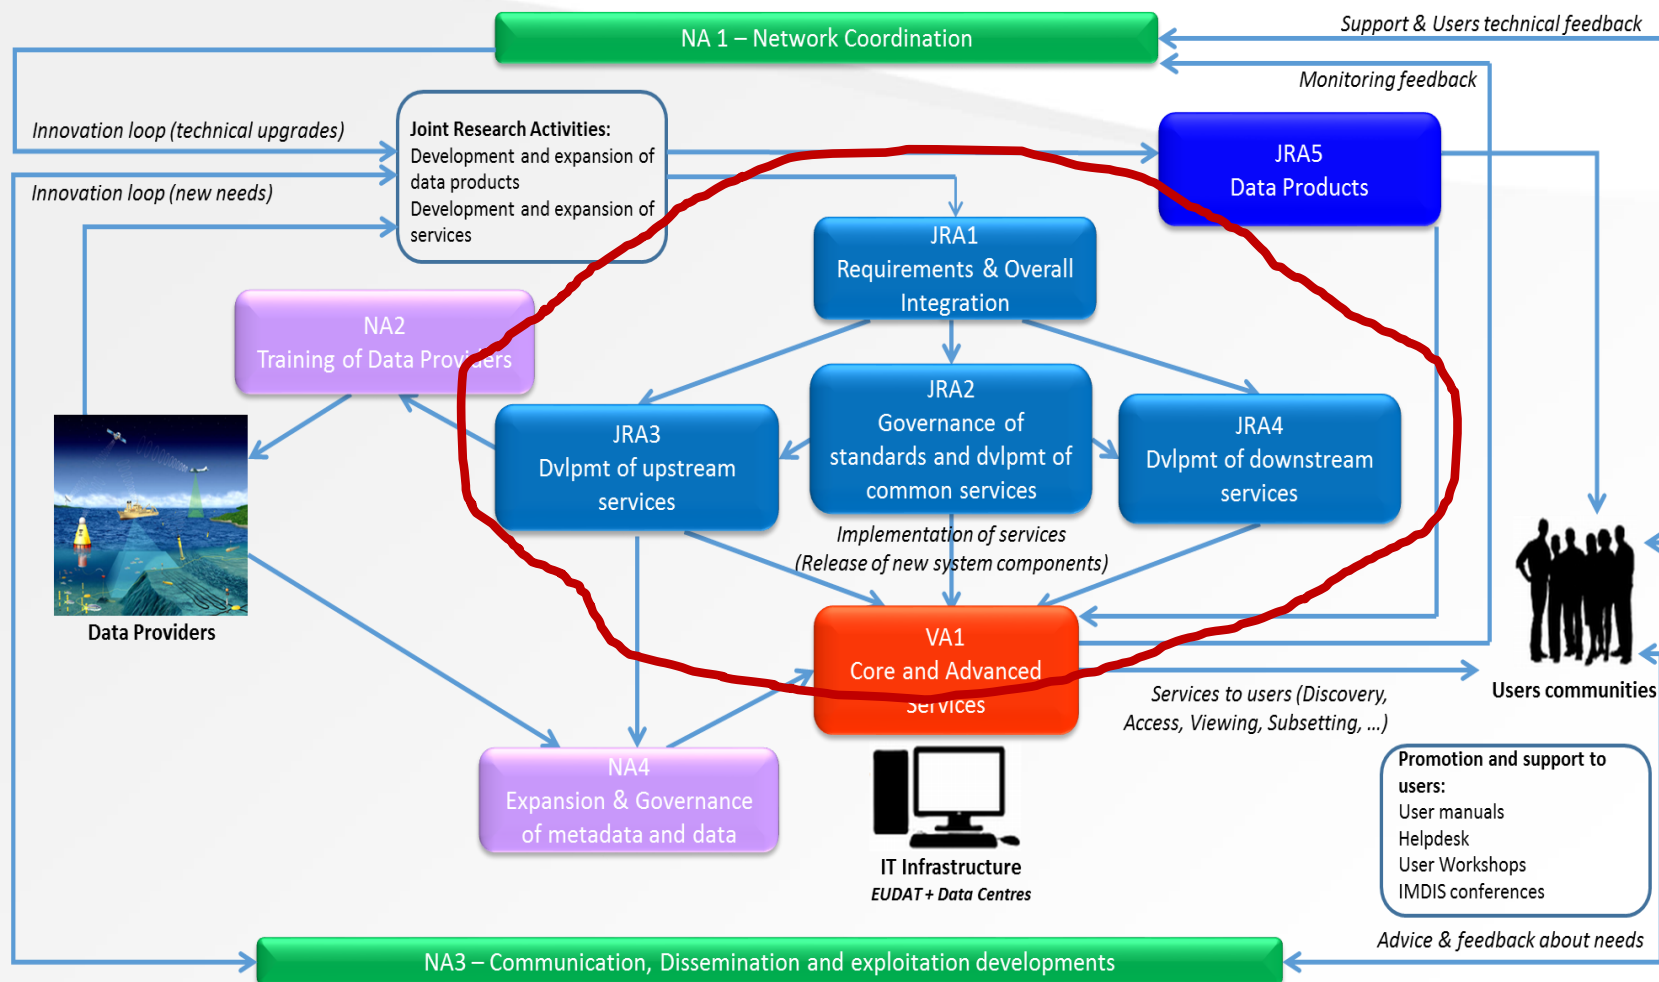 NA 1 – Network Coordination
Support & Users technical feedback
Monitoring feedback
Innovation loop (technical upgrades)
Innovation loop (new needs)
Joint Research Activities:
Development and expansion of
data products
Development and expansion of
services
JRA5
Data Products
JRA1
Requirements & Overall
Integration
NA2
Training of Data Providers
JRA2
Governance of
standards and dvlpmt of
common services
JRA3
Dvlpmt of upstream
services
JRA4
Dvlpmt of downstream
services
Implementation of services
(Release of new system components)
Data Providers
VA1
Core and Advanced
Services
Services to users (Discovery,
Access, Viewing, Subsetting, ...)
Users communities
NA4
Expansion & Governance
of metadata and data
IT Infrastructure
EUDAT + Data Centres
Promotion and support to
users:
User manuals
Helpdesk
User Workshops
IMDIS conferences
Advice & feedback about needs
NA3 – Communication, Dissemination and exploitation developments